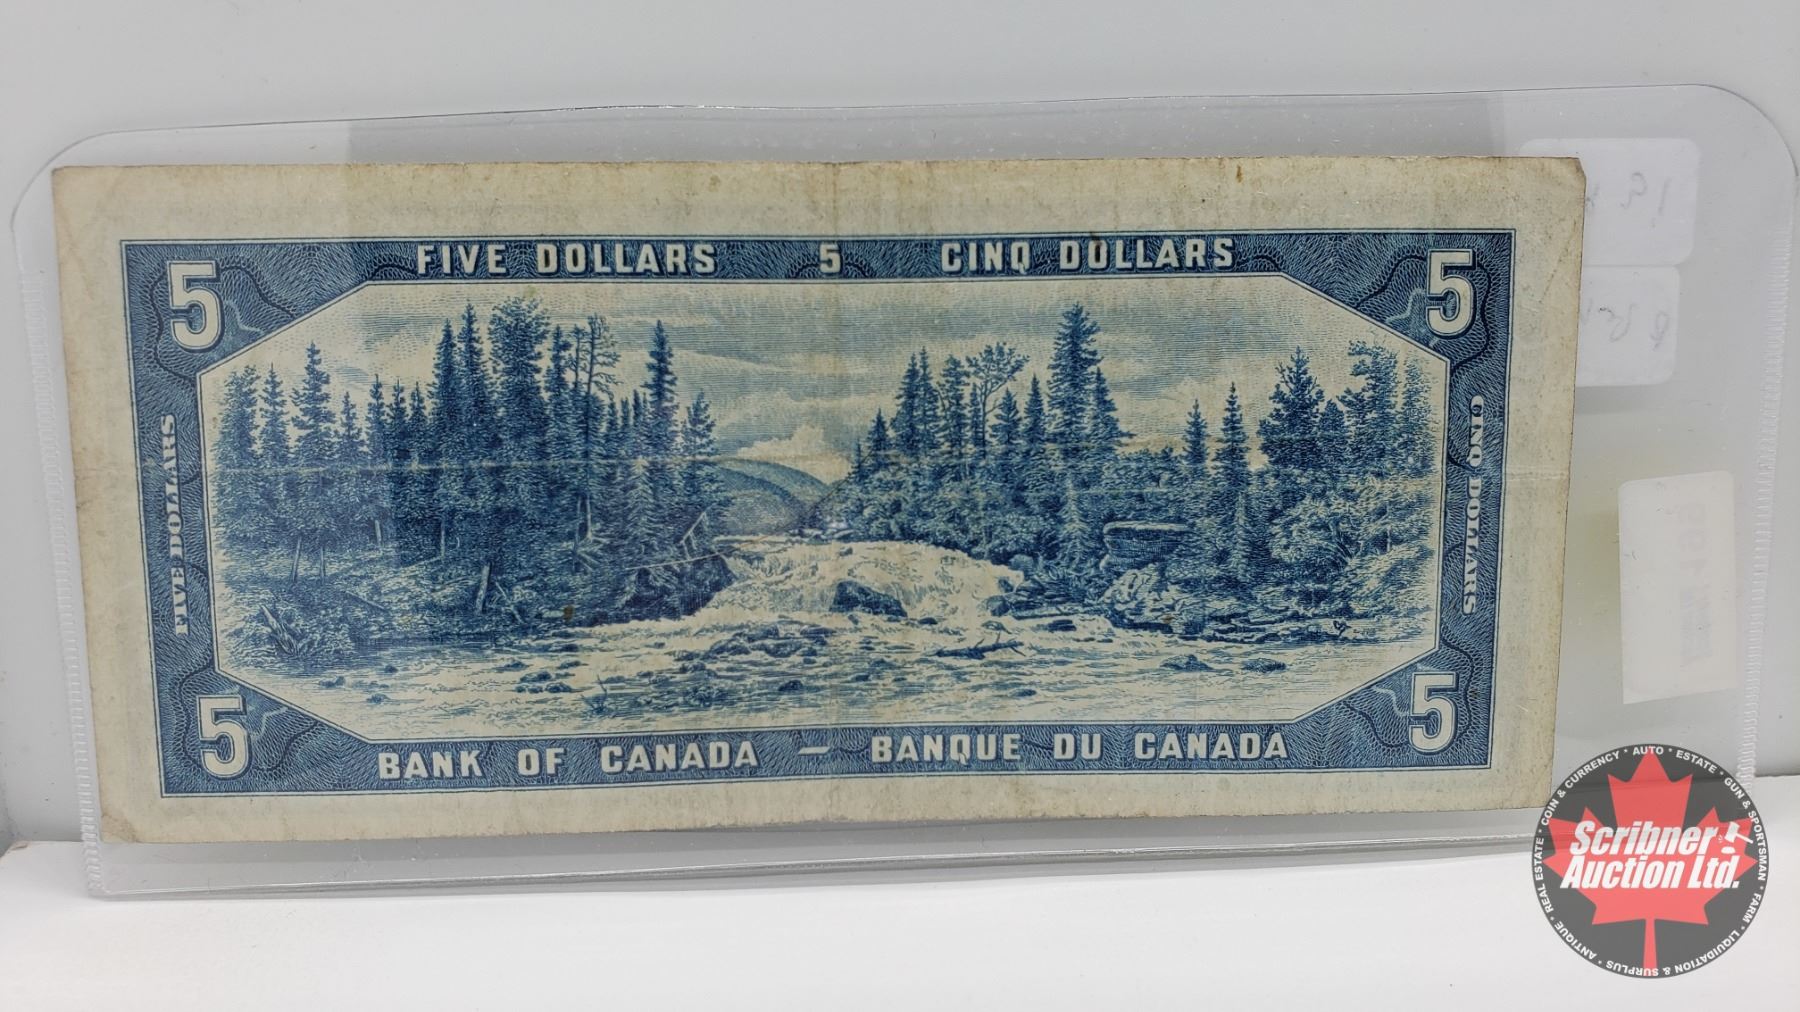 FIVE DOLLARS 5 CINQ DOLLARS
5 5
FIVE DOLLARS
CINQ DOLLARS
5 5
BANK OF CANADA – BANQUE DU CANADA
Scribner
Auction Ltd.
COIN & CURRENCY * AUTO * ESTATE * GUN & SPORTSMAN * FARM * LIQUIDATION & SURPLUS * ANTIQUE * REAL ESTATE *